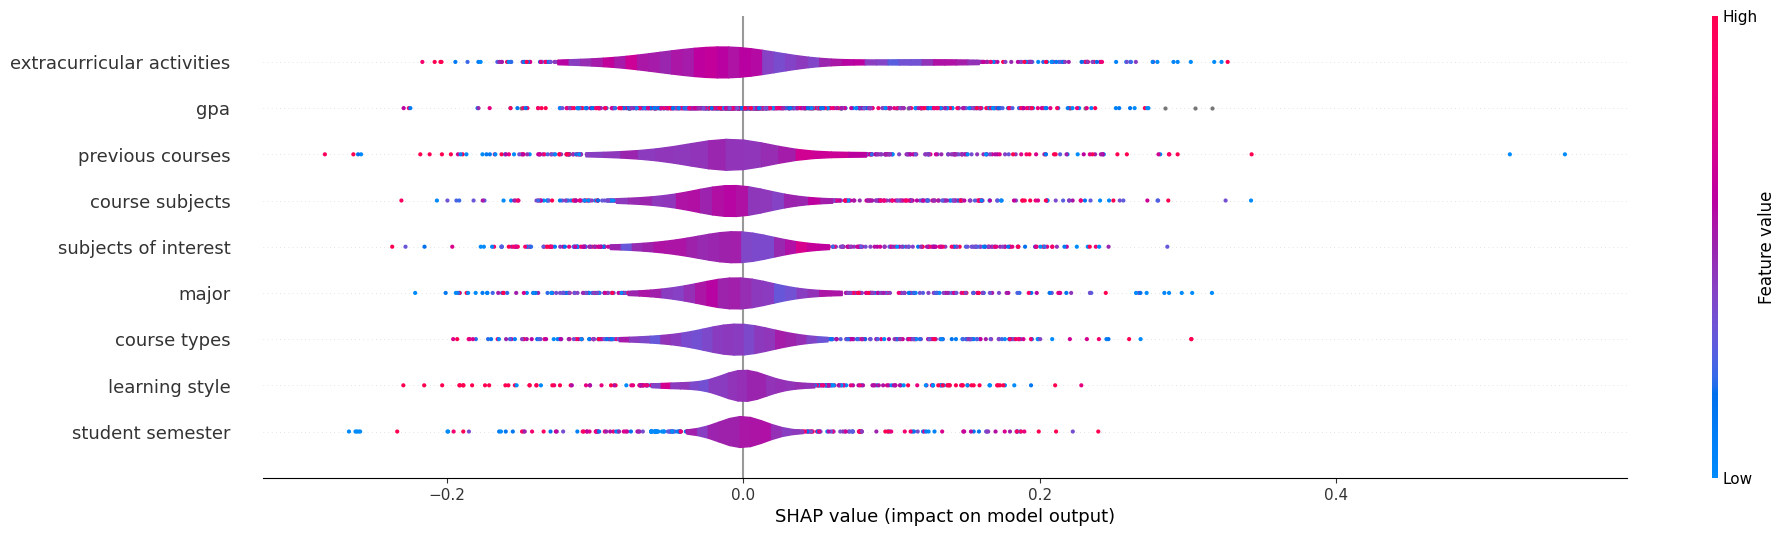 High
extracurricular activities
gpa
previous courses
course subjects
subjects of interest
major
course types
learning style
student semester
Feature value
Low
−0.2 0.0 0.2 0.4
SHAP value (impact on model output)